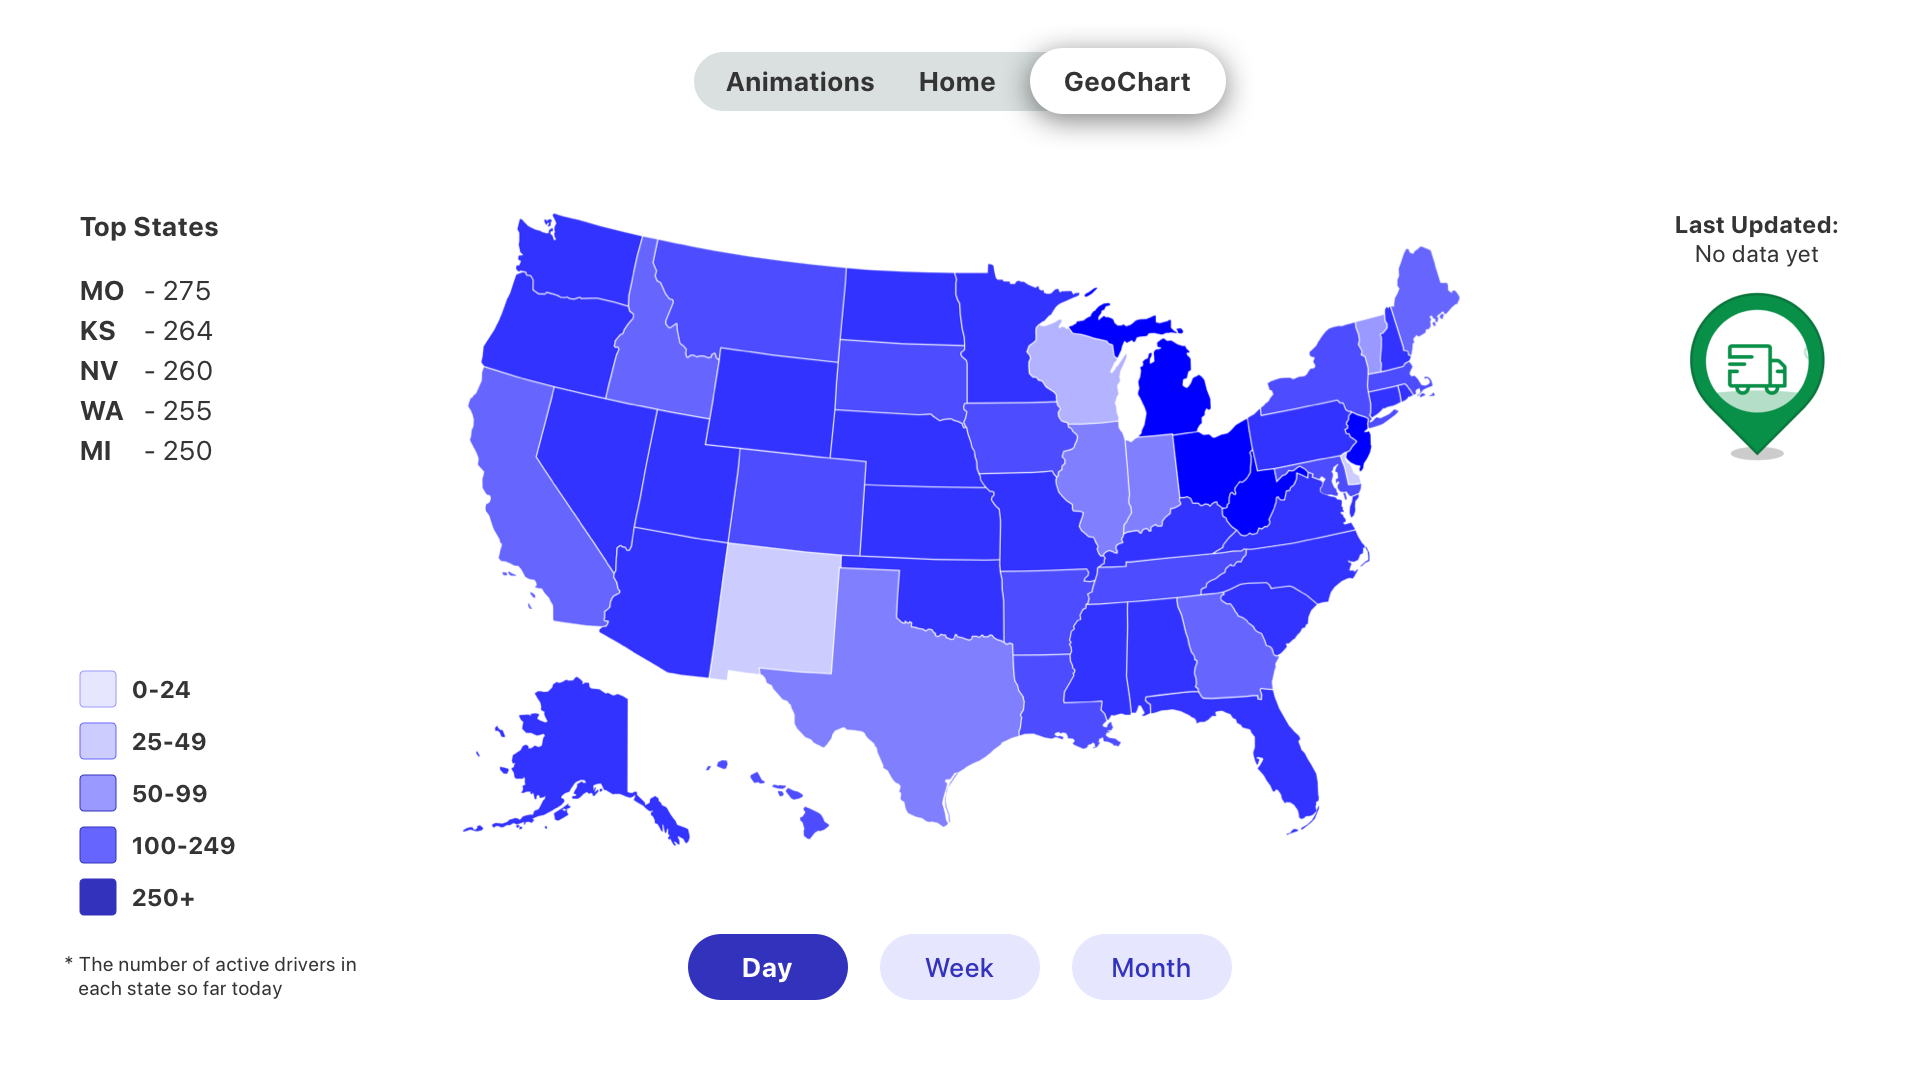 Animations Home GeoChart
Top States
MO - 275
KS - 264
NV - 260
WA - 255
MI - 250
Last Updated:
No data yet
0-24
25-49
50-99
100-249
250+
* The number of active drivers in
each state so far today
Day Week Month